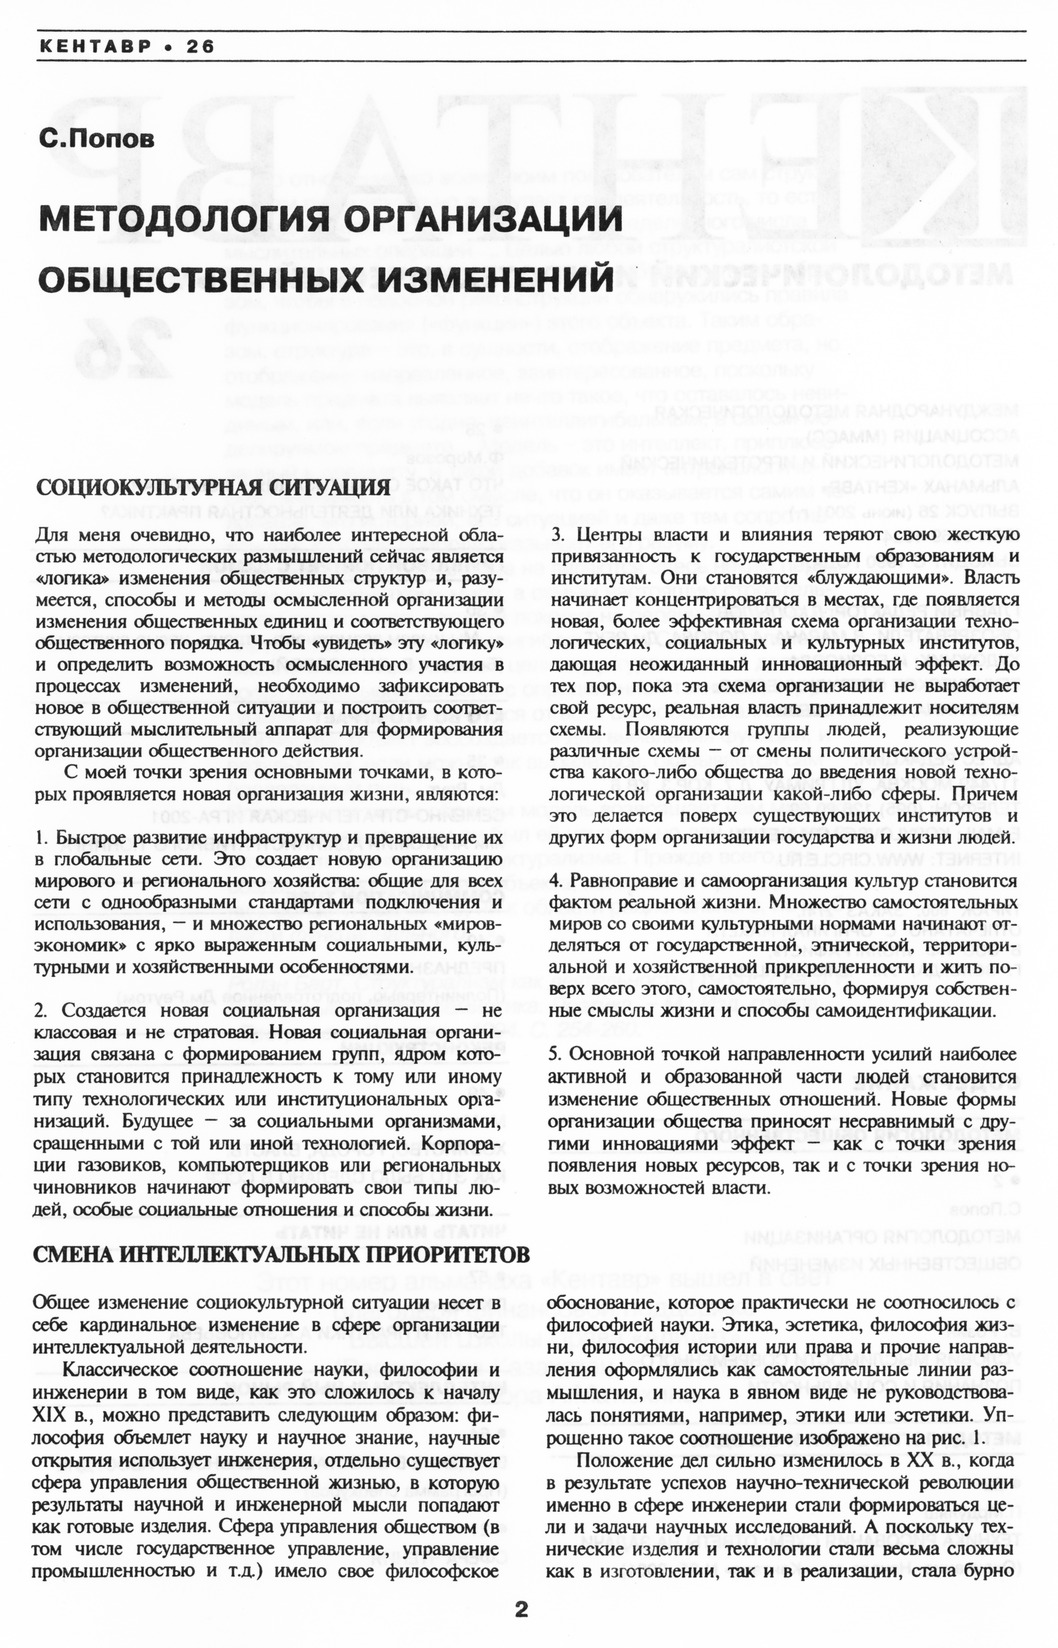 КЕНТАВР • 26
С.Попов
МЕТОДОЛОГИЯ ОРГАНИЗАЦИИ
ОБЩЕСТВЕННЫХ ИЗМЕНЕНИЙ
СОЦИОКУЛЬТУРНАЯ СИТУАЦИЯ
Для меня очевидно, что наиболее интересной обла-
стью методологических размышлений сейчас является
«логика» изменения общественных структур и, разу-
меется, способы и методы осмысленной организации
изменения общественных единиц и соответствующего
общественного порядка. Чтобы «увидеть» эту «логику»
и определить возможность осмысленного участия в
процессах изменений, необходимо зафиксировать
новое в общественной ситуации и построить соответ-
ствующий мыслительный аппарат для формирования
организации общественного действия.
С моей точки зрения основными точками, в кото-
рых проявляется новая организация жизни, являются:
1. Быстрое развитие инфраструктур и превращение их
в глобальные сети. Это создает новую организацию
мирового и регионального хозяйства: общие для всех
сети с однообразными стандартами подключения и
использования, — и множество региональных «миров-
экономик» с ярко выраженным социальными, куль-
турными и хозяйственными особенностями.
2. Создается новая социальная организация — не
классовая и не стратовая. Новая социальная органи-
зация связана с формированием групп, ядром кото-
рых становится принадлежность к тому или иному
типу технологических или институциональных орга-
низаций. Будущее — за социальными организмами,
сращенными с той или иной технологией. Корпора-
ции газовиков, компьютерщиков или региональных
чиновников начинают формировать свои типы лю-
дей, особые социальные отношения и способы жизни.
3. Центры власти и влияния теряют свою жесткую
привязанность к государственным образованиям и
институтам. Они становятся «блуждающими». Власть
начинает концентрироваться в местах, где появляется
новая, более эффективная схема организации техно-
логических, социальных и культурных институтов,
дающая неожиданный инновационный эффект. До
тех пор, пока эта схема организации не выработает
свой ресурс, реальная власть принадлежит носителям
схемы. Появляются группы людей, реализующие
различные схемы — от смены политического устрой-
ства какого-либо общества до введения новой техно-
логической организации какой-либо сферы. Причем
это делается поверх существующих институтов и
других форм организации государства и жизни людей.
4. Равноправие и самоорганизация культур становится
фактом реальной жизни. Множество самостоятельных
миров со своими культурными нормами начинают от-
деляться от государственной, этнической, территори-
альной и хозяйственной прикрепленности и жить по-
верх всего этого, самостоятельно, формируя собствен-
ные смыслы жизни и способы самоидентификации.
5. Основной точкой направленности усилий наиболее
активной и образованной части людей становится
изменение общественных отношений. Новые формы
организации общества приносят несравнимый с дру-
гими инновациями эффект — как с точки зрения
появления новых ресурсов, так и с точки зрения но-
вых возможностей власти.
СМЕНА ИНТЕЛЛЕКТУАЛЬНЫХ ПРИОРИТЕТОВ
Общее изменение социокультурной ситуации несет в
себе кардинальное изменение в сфере организации
интеллектуальной деятельности.
Классическое соотношение науки, философии и
инженерии в том виде, как это сложилось к началу
XIX в., можно представить следующим образом: фи-
лософия объемлет науку и научное знание, научные
открытия использует инженерия, отдельно существует
сфера управления общественной жизнью, в которую
результаты научной и инженерной мысли попадают
как готовые изделия. Сфера управления обществом (в
том числе государственное управление, управление
промышленностью и т.д.) имело свое философское
обоснование, которое практически не соотносилось с
философией науки. Этика, эстетика, философия жиз-
ни, философия истории или права и прочие направ-
ления оформлялись как самостоятельные линии раз-
мышления, и наука в явном виде не руководствова-
лась понятиями, например, этики или эстетики. Уп-
рощенно такое соотношение изображено на рис. 1.
Положение дел сильно изменилось в XX в., когда
в результате успехов научно-технической революции
именно в сфере инженерии стали формироваться це-
ли и задачи научных исследований. А поскольку тех-
нические изделия и технологии стали весьма сложны
как в изготовлении, так и в реализации, стала бурно
2